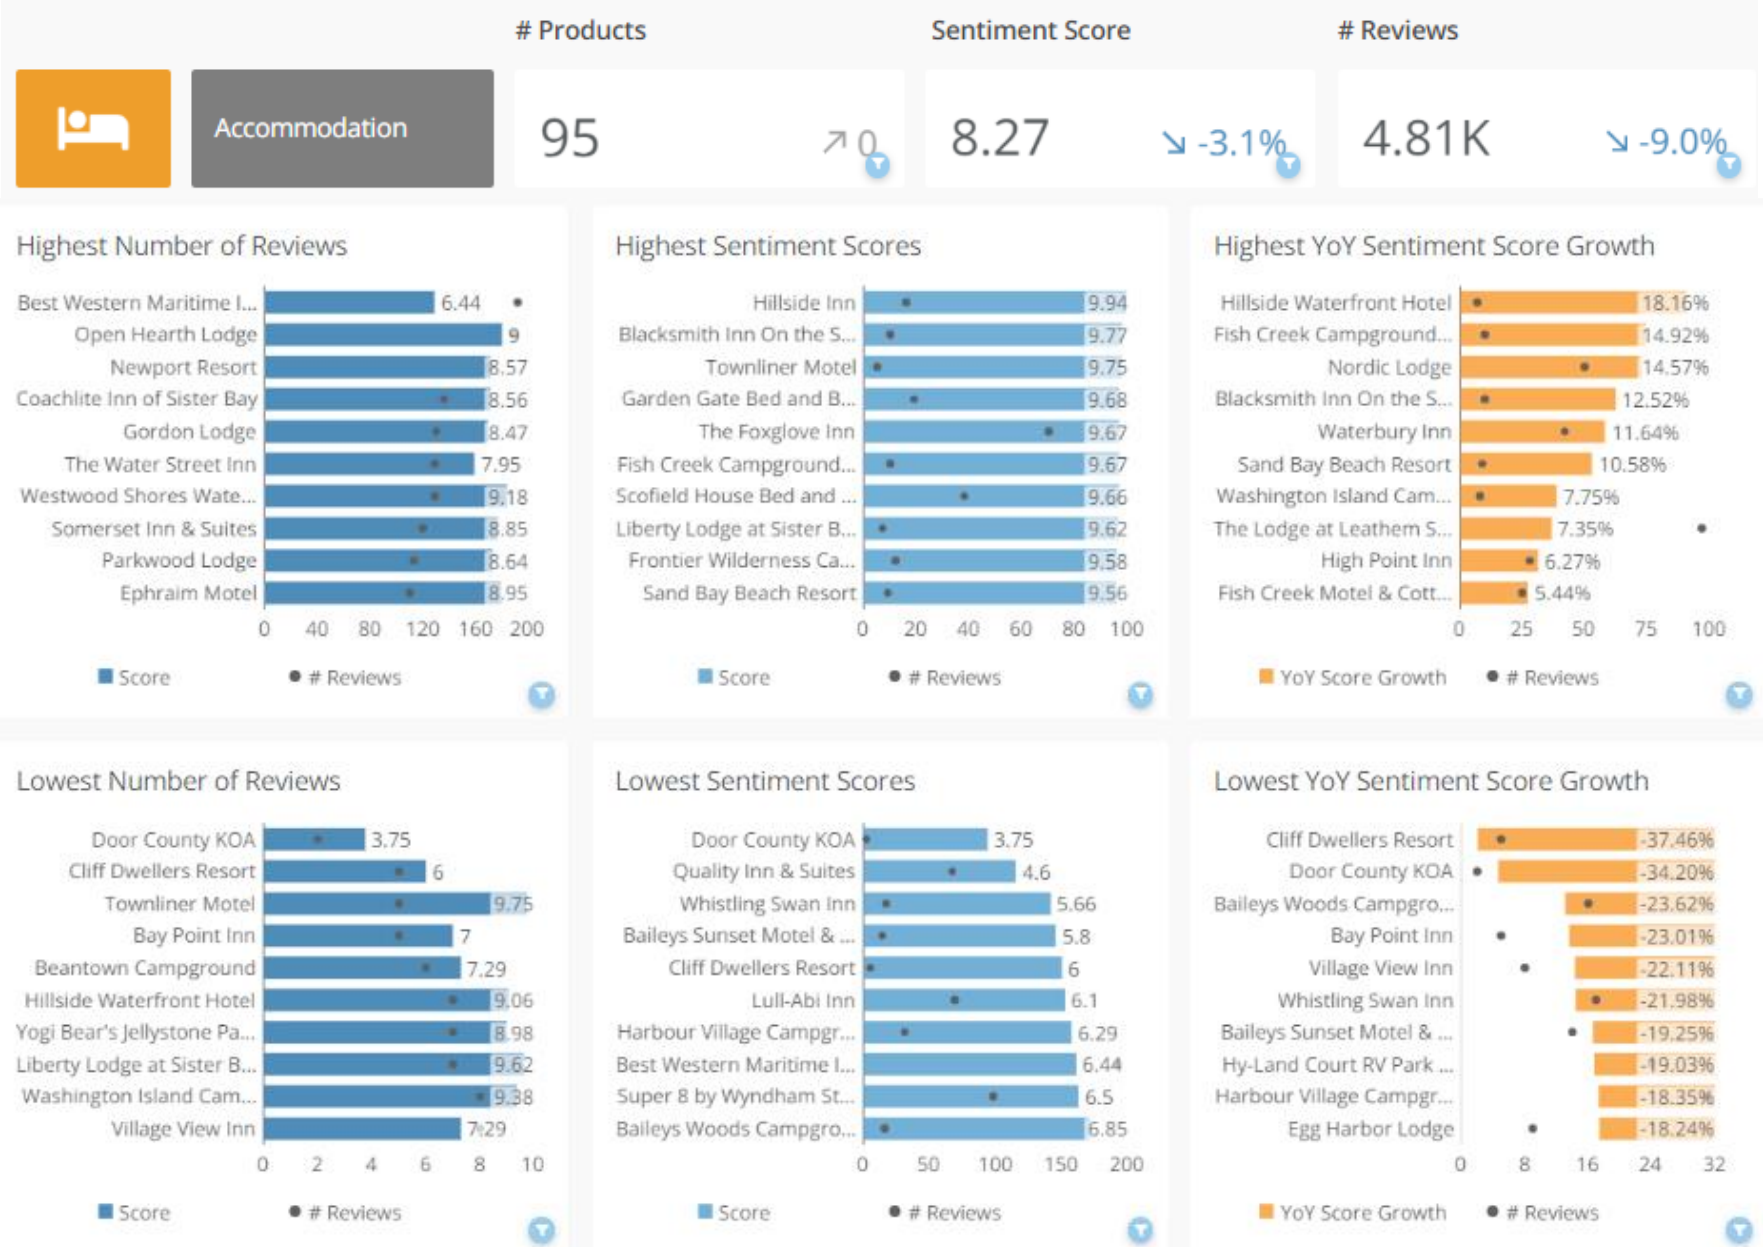 # Products
Sentiment Score
# Reviews
Accommodation
95
0
8.27
-3.1%
4.81K
-9.0%
Highest Number of Reviews
Best Western Maritime I... 6.44
Open Hearth Lodge 9
Newport Resort 8.57
Coachlite Inn of Sister Bay 8.56
Gordon Lodge 8.47
The Water Street Inn 7.95
Westwood Shores Wate... 9.18
Somerset Inn & Suites 8.85
Parkwood Lodge 8.64
Ephraim Motel 8.95
0 40 80 120 160 200
Score # Reviews
Highest Sentiment Scores
Hillside Inn 9.94
Blacksmith Inn On the S... 9.77
Townliner Motel 9.75
Garden Gate Bed and B... 9.68
The Foxglove Inn 9.67
Fish Creek Campground... 9.67
Scofield House Bed and ... 9.66
Liberty Lodge at Sister B... 9.62
Frontier Wilderness Ca... 9.58
Sand Bay Beach Resort 9.56
0 20 40 60 80 100
Score # Reviews
Highest YoY Sentiment Score Growth
Hillside Waterfront Hotel 18.16%
Fish Creek Campground... 14.92%
Nordic Lodge 14.57%
Blacksmith Inn On the S... 12.52%
Waterbury Inn 11.64%
Sand Bay Beach Resort 10.58%
Washington Island Cam... 7.75%
The Lodge at Leathem S... 7.35%
High Point Inn 6.27%
Fish Creek Motel & Cott... 5.44%
0 25 50 75 100
YoY Score Growth # Reviews
Lowest Number of Reviews
Door County KOA 3.75
Cliff Dwellers Resort 6
Townliner Motel 9.75
Bay Point Inn 7
Beantown Campground 7.29
Hillside Waterfront Hotel 9.06
Yogi Bear's Jellystone Pa... 8.98
Liberty Lodge at Sister B... 9.62
Washington Island Cam... 9.38
Village View Inn 7.29
0 2 4 6 8 10
Score # Reviews
Lowest Sentiment Scores
Door County KOA 3.75
Quality Inn & Suites 4.6
Whistling Swan Inn 5.66
Baileys Sunset Motel & ... 5.8
Cliff Dwellers Resort 6
Lull-Abi Inn 6.1
Harbour Village Campgr... 6.29
Best Western Maritime I... 6.44
Super 8 by Wyndham St... 6.5
Baileys Woods Campgro... 6.85
0 50 100 150 200
Score # Reviews
Lowest YoY Sentiment Score Growth
Cliff Dwellers Resort -37.46%
Door County KOA -34.20%
Baileys Woods Campgro... -23.62%
Bay Point Inn -23.01%
Village View Inn -22.11%
Whistling Swan Inn -21.98%
Baileys Sunset Motel & ... -19.25%
Hy-Land Court RV Park ... -19.03%
Harbour Village Campgr... -18.35%
Egg Harbor Lodge -18.24%
0 8 16 24 32
YoY Score Growth # Reviews